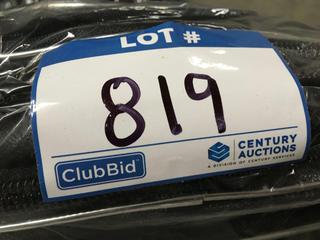 LOT #
819
ClubBid
CENTURY
AUCTIONS
A DIVISION OF CENTURY SERVICES